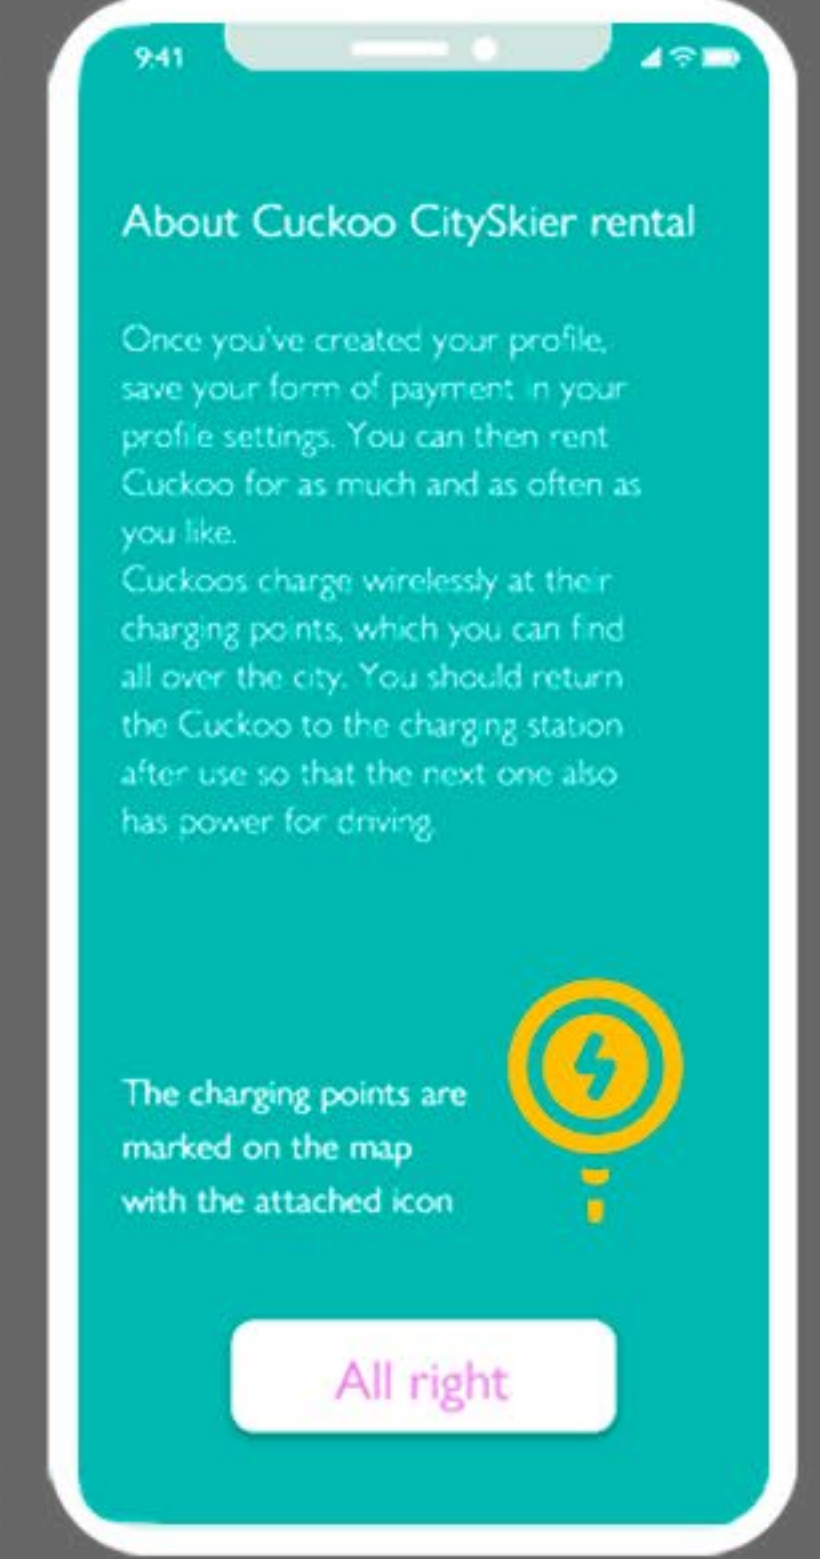 9:41
About Cuckoo CitySkier rental
Once you've created your profile,
save your form of payment in your
profile settings. You can then rent
Cuckoo for as much and as often as
you like.
Cuckoos charge wirelessly at their
charging points, which you can find
all over the city. You should return
the Cuckoo to the charging station
after use so that the next one also
has power for driving.
The charging points are
marked on the map
with the attached icon
All right